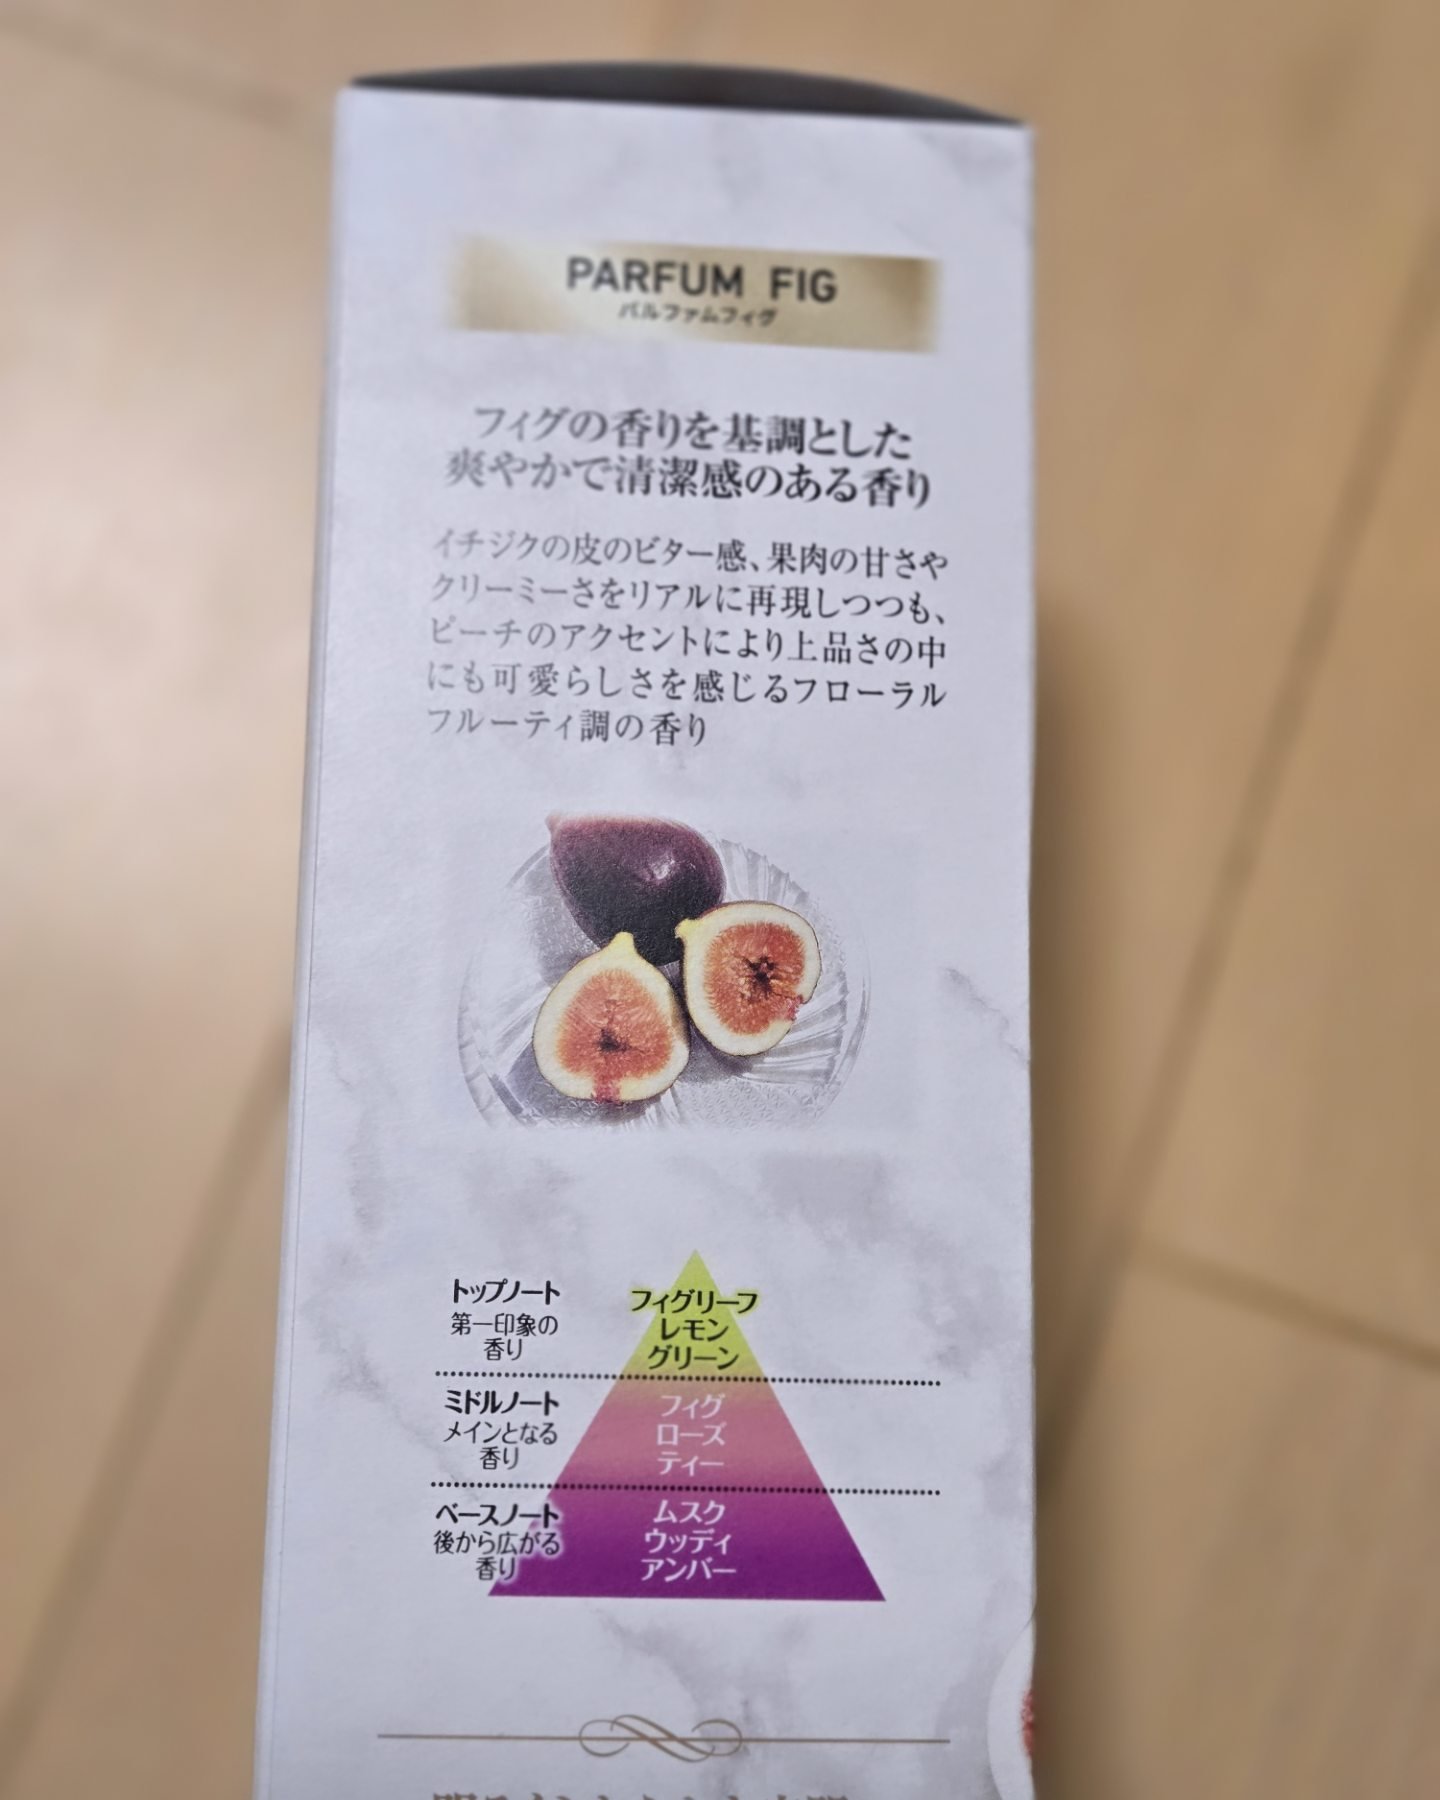 PARFUM FIG
パルファムフィグ
フィグの香りを基調とした
爽やかで清潔感のある香り
イチジクの皮のビター感、果肉の甘さや
クリーミーさをリアルに再現しつつも、
ピーチのアクセントにより上品さの中
にも可愛らしさを感じるフローラル
フルーティ調の香り
トップノート
第一印象の
香り
フィグリーフ
レモン
グリーン
ミドルノート
メインとなる
香り
フィグ
ローズ
ティー
ベースノート
後から広がる
香り
ムスク
ウッディ
アンバー